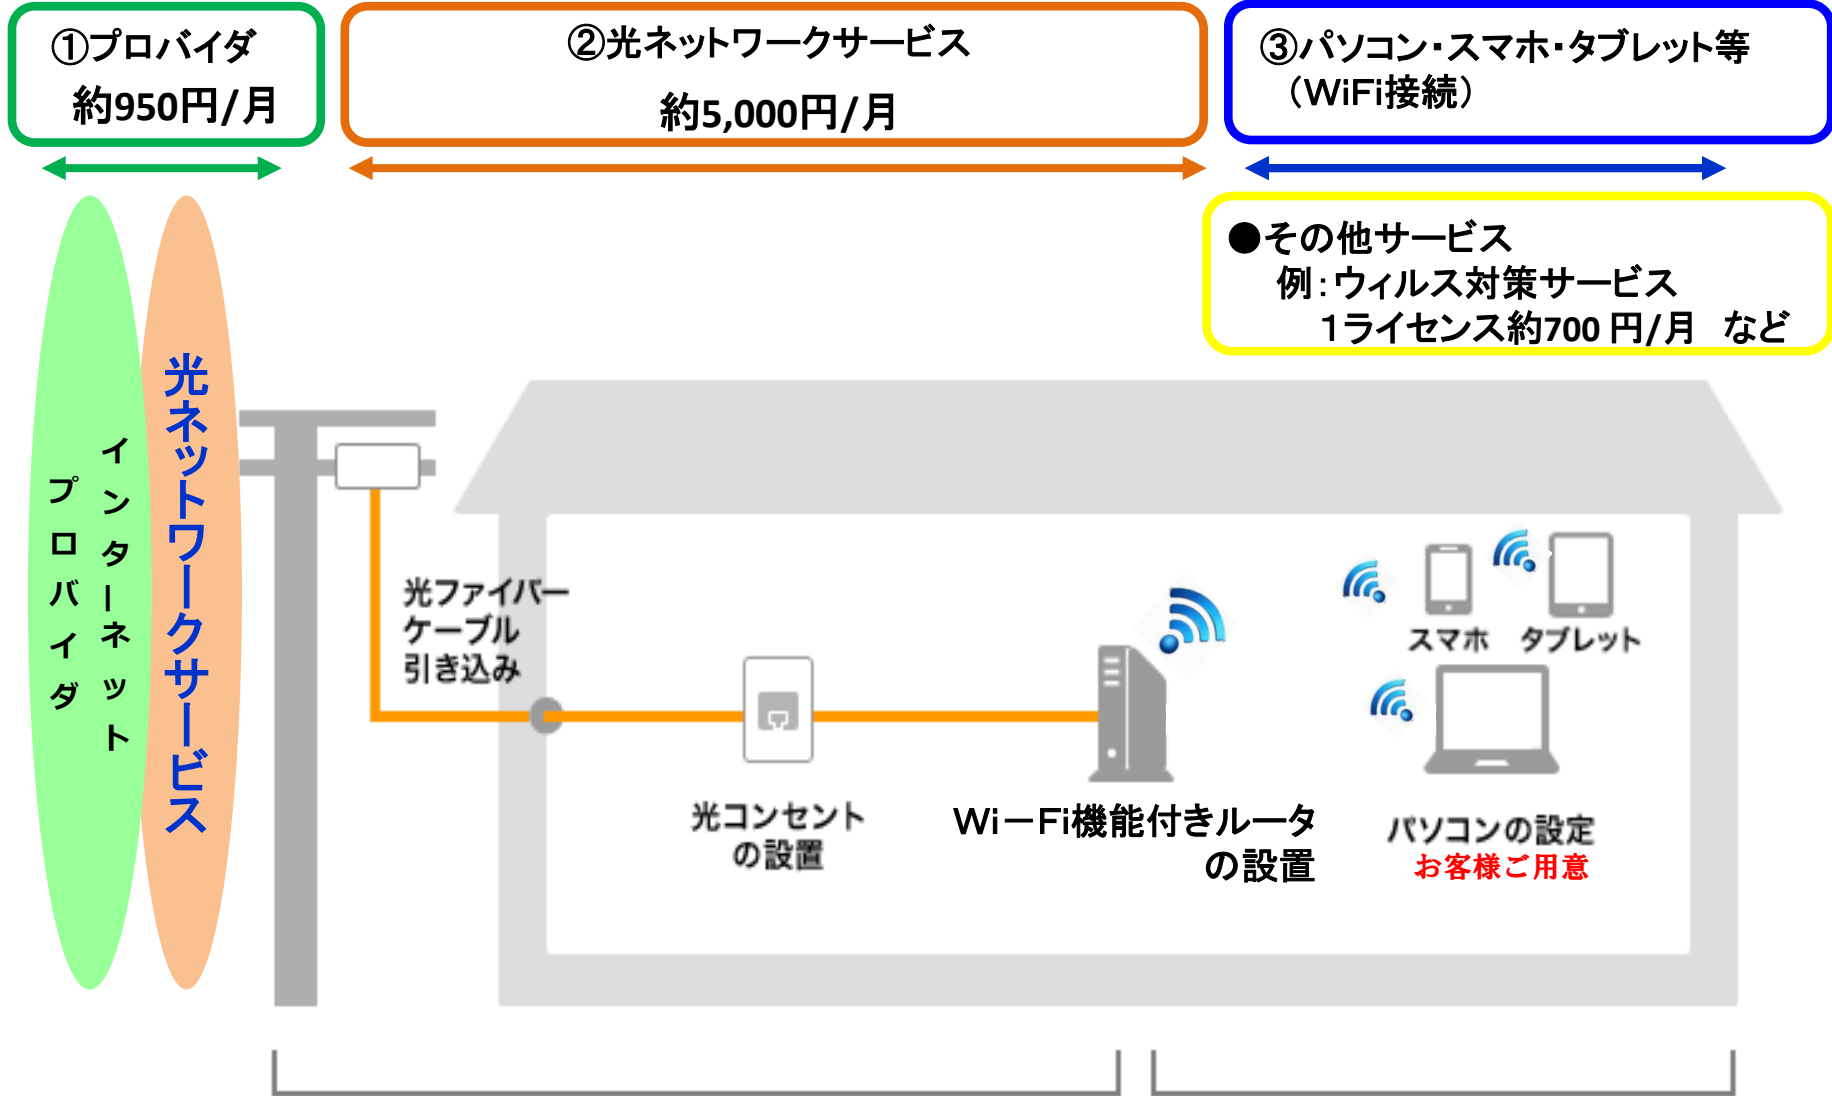 ①プロバイダ
約950円/月
②光ネットワークサービス
約5,000円/月
③パソコン・スマホ・タブレット等
（WiFi接続）
●その他サービス
例：ウィルス対策サービス
１ライセンス約700 円/月　など
インターネット
プロバイダ
光ネットワークサービス
光ファイバー
ケーブル
引き込み
光コンセント
の設置
Wi－Fi機能付きルータ
の設置
スマホ
タブレット
パソコンの設定
お客様ご用意